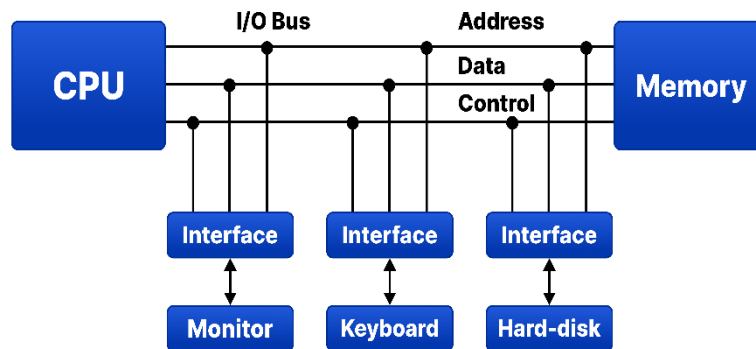 I/O Bus Address
CPU
Data
Memory
Control
Interface Interface Interface
Monitor Keyboard Hard-disk